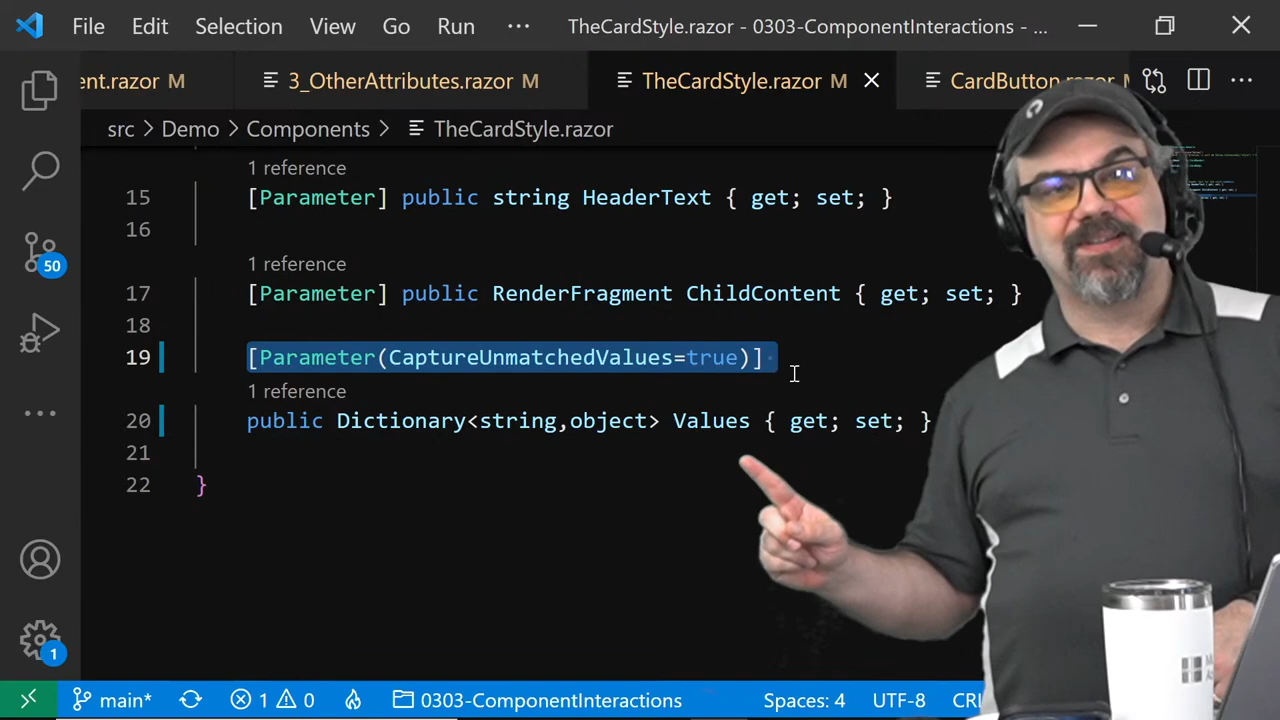 File Edit Selection View Go Run ··· TheCardStyle.razor - 0303-ComponentInteractions - ...
ent.razor M 3_OtherAttributes.razor M TheCardStyle.razor M CardButton.razor
src > Demo > Components > TheCardStyle.razor
1 reference
15 [Parameter] public string HeaderText { get; set; }
16
1 reference
17 [Parameter] public RenderFragment ChildContent { get; set; }
18
19 [Parameter(CaptureUnmatchedValues=true)]
1 reference
20 public Dictionary<string,object> Values { get; set; }
21
22 }
50
1
main* 1 0 0303-ComponentInteractions Spaces: 4 UTF-8